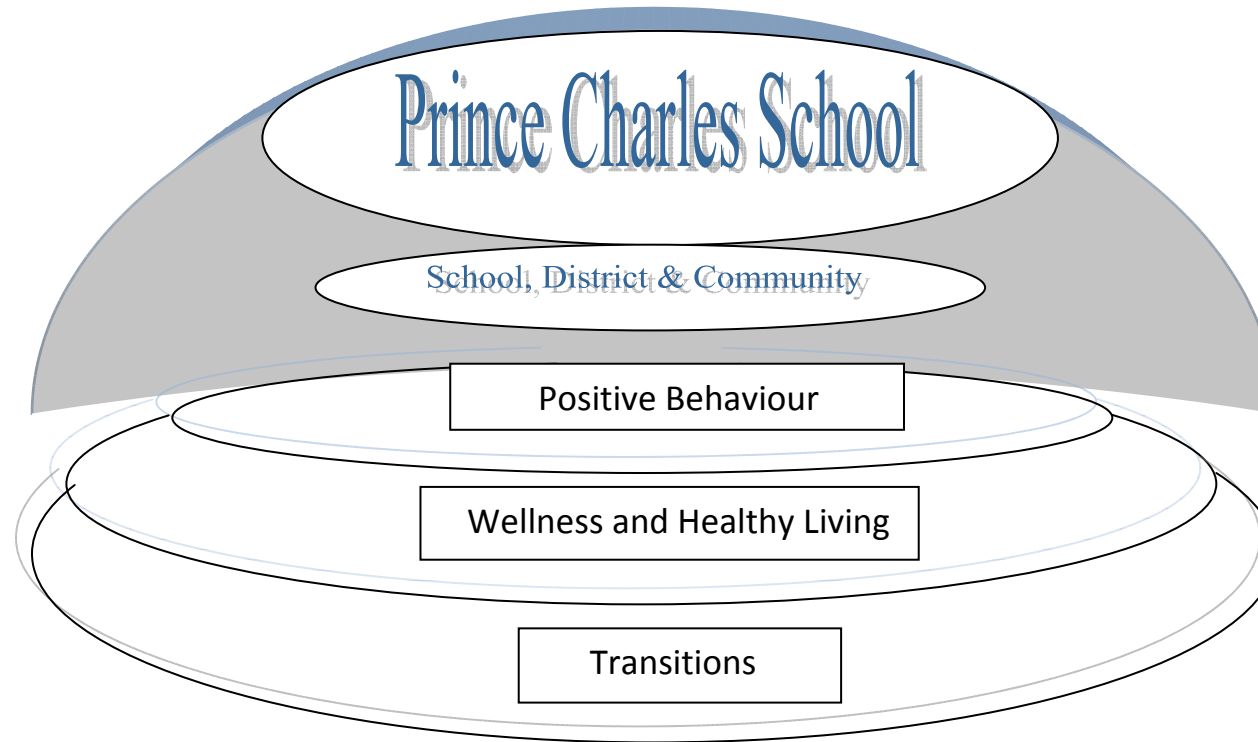 Prince Charles School
School, District & Community
Positive Behaviour
Wellness and Healthy Living
Transitions